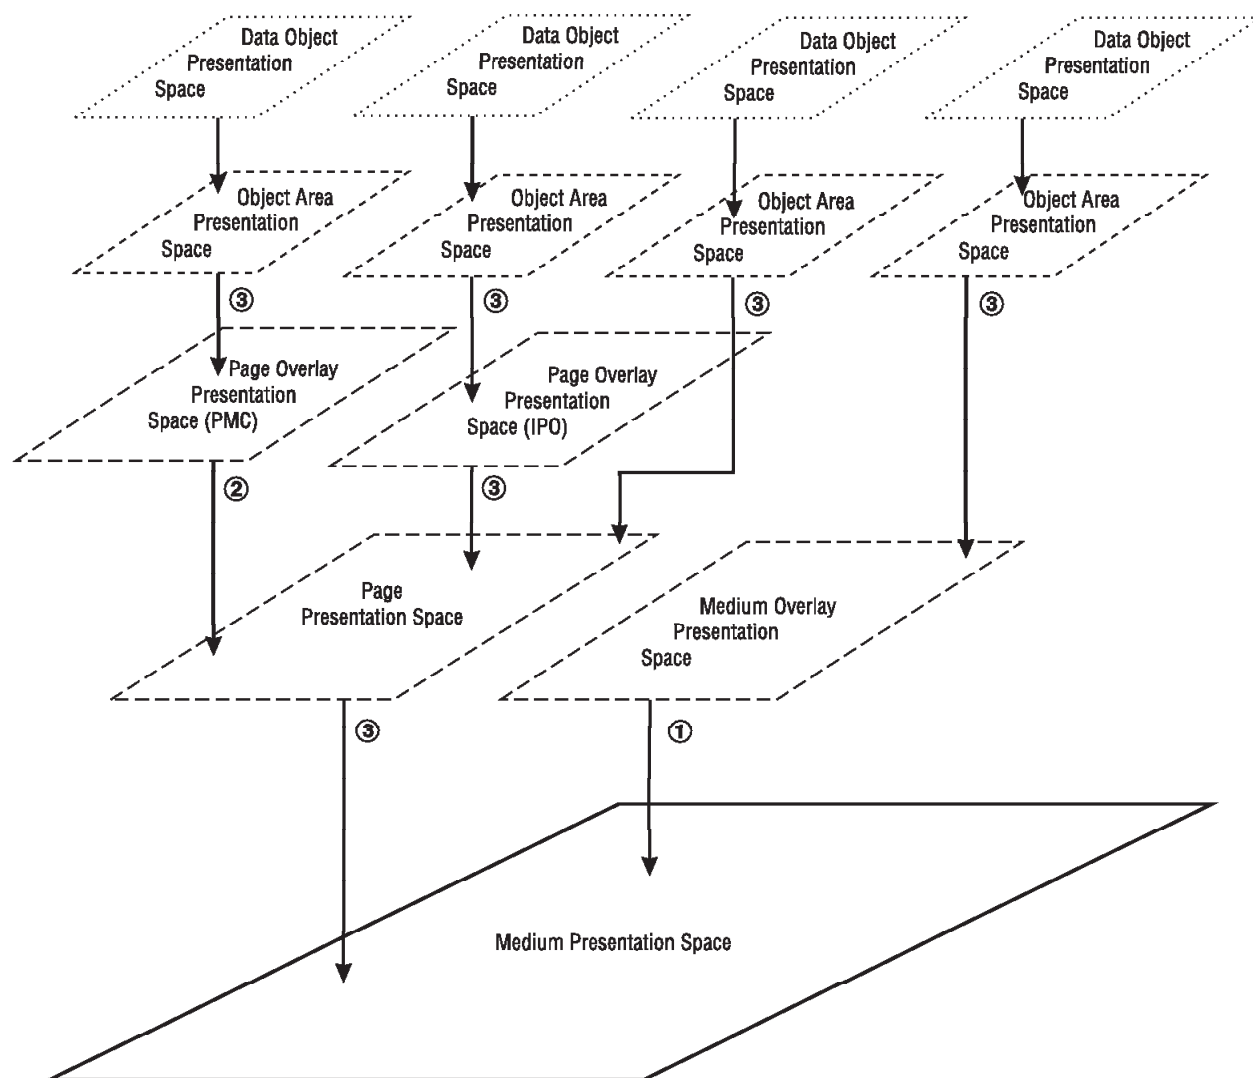 Data Object
Presentation
Space
Data Object
Presentation
Space
Data Object
Presentation
Space
Data Object
Presentation
Space
Object Area
Presentation
Space
Object Area
Presentation
Space
Object Area
Presentation
Space
Object Area
Presentation
Space
③
③
③
③
Page Overlay
Presentation
Space (PMC)
Page Overlay
Presentation
Space (IPO)
②
③
Page
Presentation Space
Medium Overlay
Presentation
Space
③
①
Medium Presentation Space